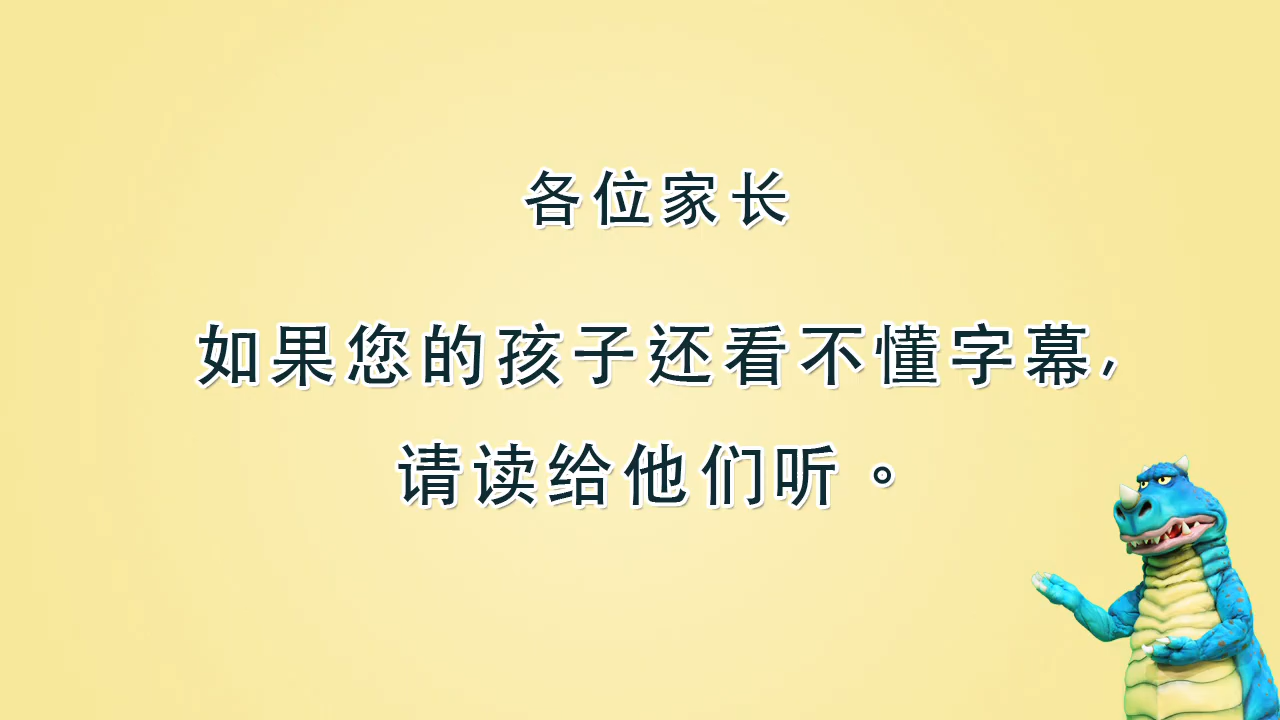 各位家长
如果您的孩子还看不懂字幕,
请读给他们听。